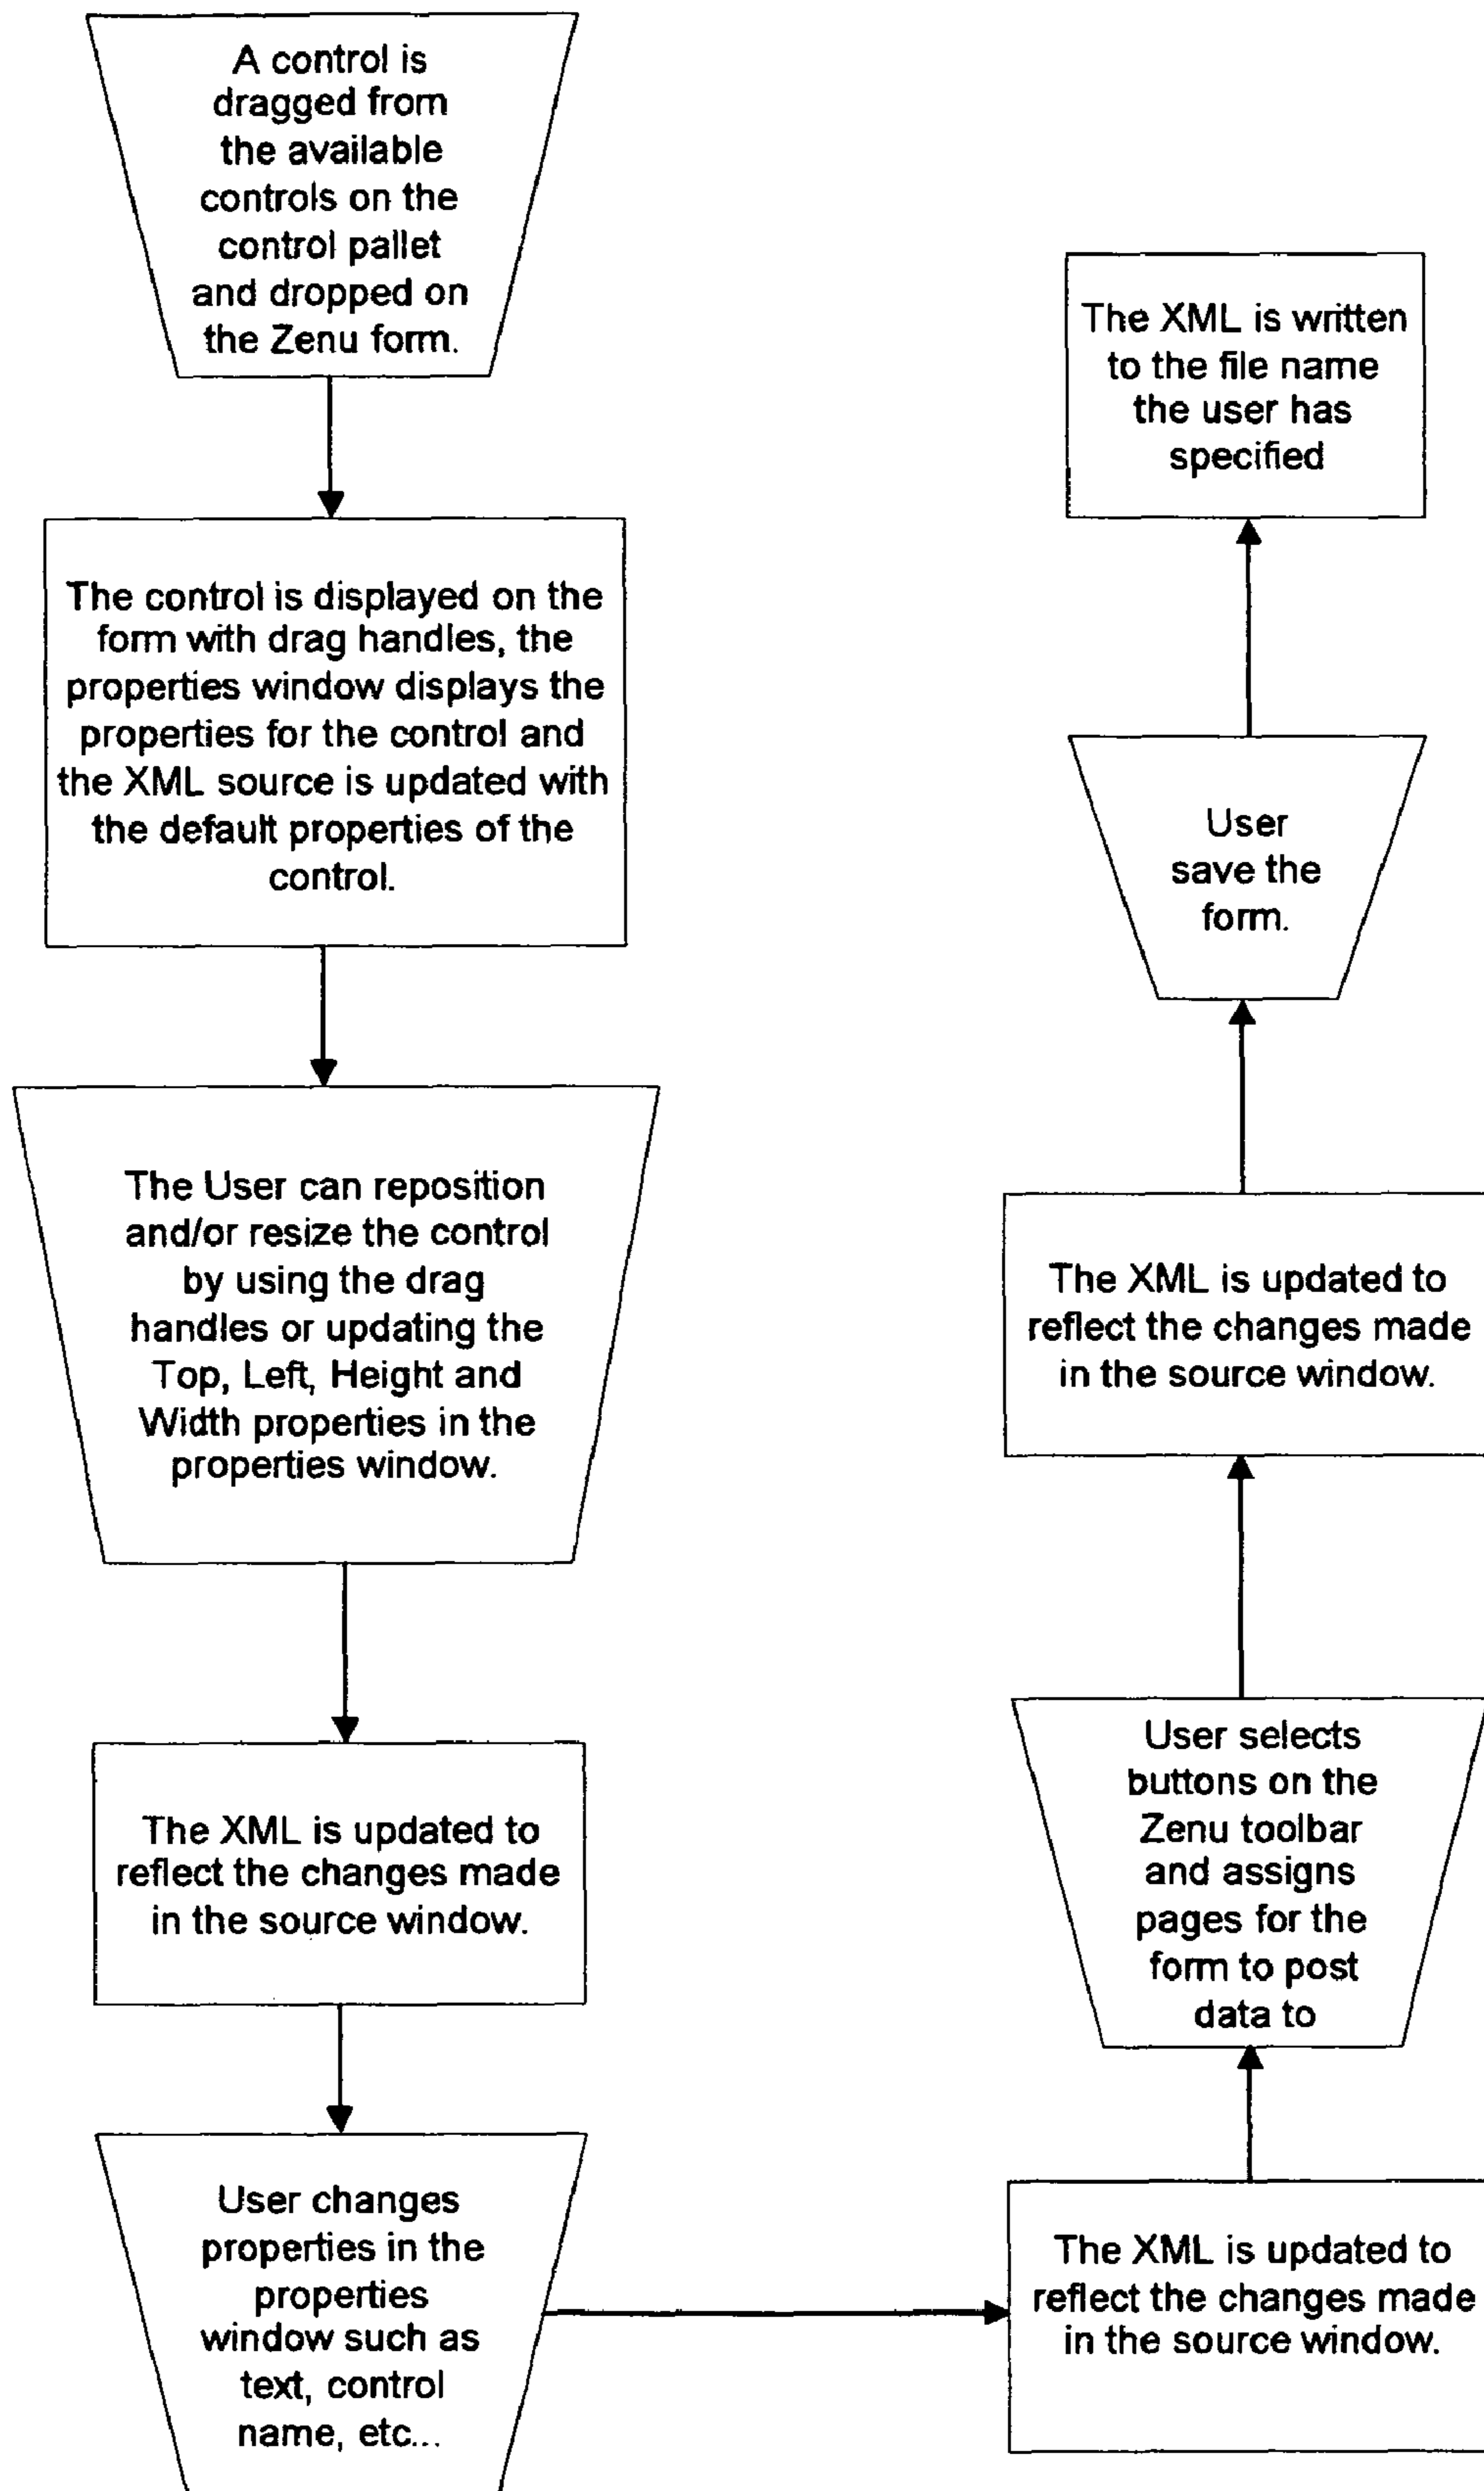 A control is
dragged from
the available
controls on the
control pallet
and dropped on
the Zenu form.
The control is displayed on the
form with drag handles, the
properties window displays the
properties for the control and
the XML source is updated with
the default properties of the
control.
The User can reposition
and/or resize the control
by using the drag
handles or updating the
Top, Left, Height and
Width properties in the
properties window.
The XML is updated to
reflect the changes made
in the source window.
User changes
properties in the
properties
window such as
text, control
name, etc...
The XML is updated to
reflect the changes made
in the source window.
User selects
buttons on the
Zenu toolbar
and assigns
pages for the
form to post
data to
The XML is updated to
reflect the changes made
in the source window.
User
save the
form.
The XML is written
to the file name
the user has
specified